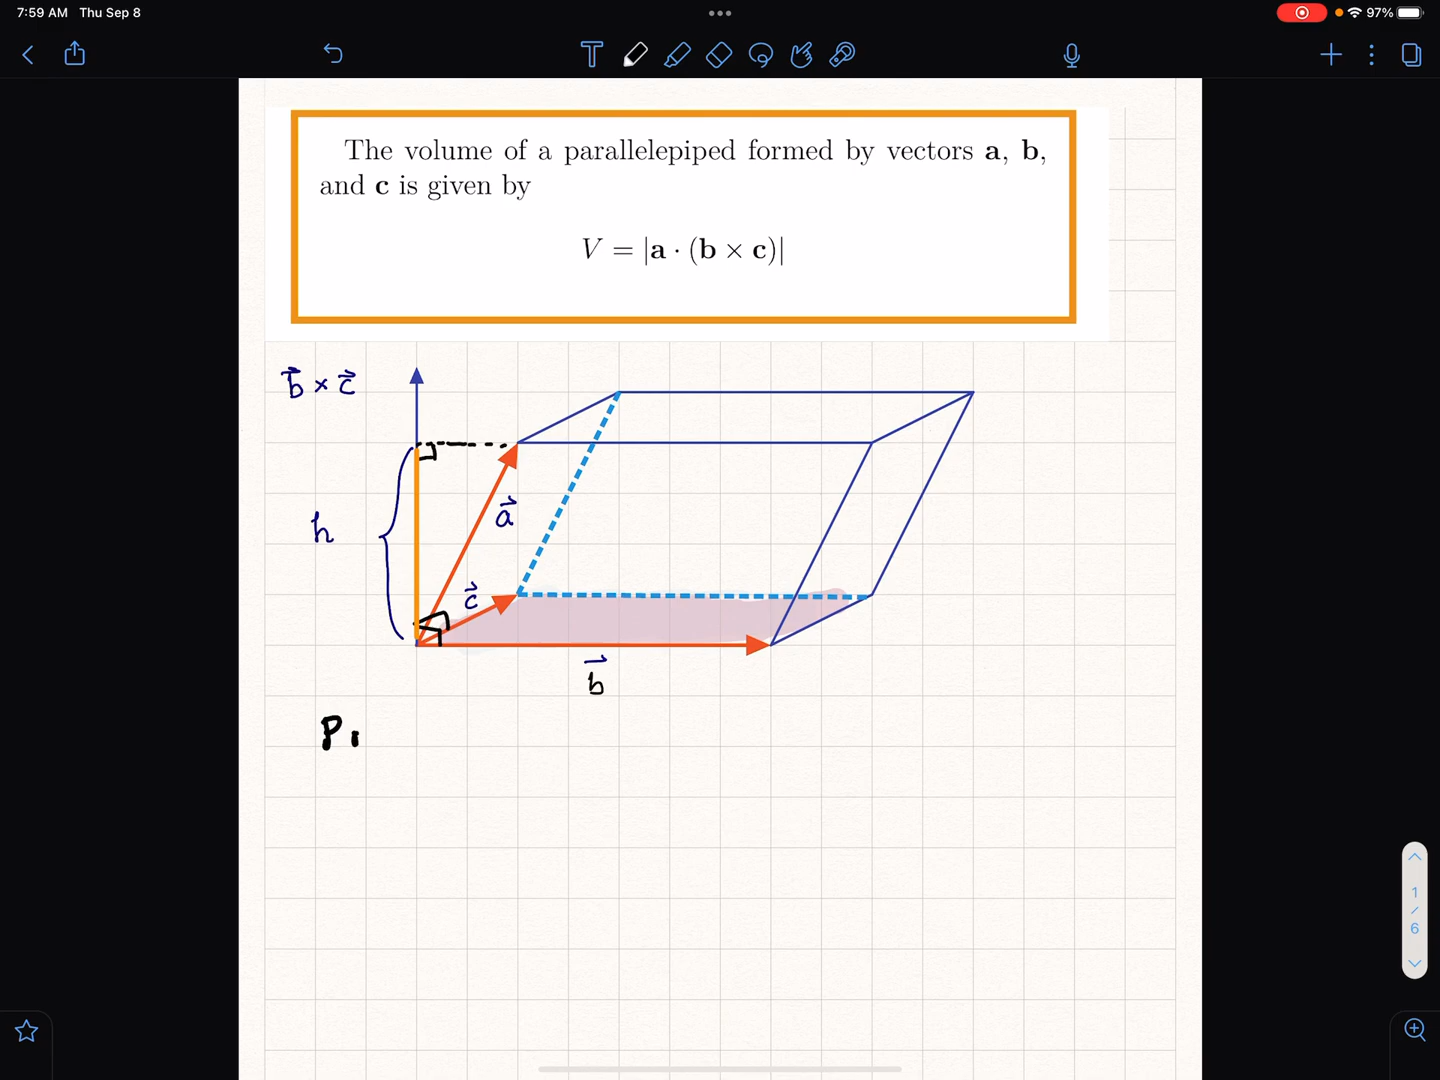 7:59 AM Thu Sep 8
97%
The volume of a parallelepiped formed by vectors a, b,
and c is given by
V = |a · (b × c)|
b⃗ × c⃗
h
a⃗
c⃗
b⃗
P
1
/
6